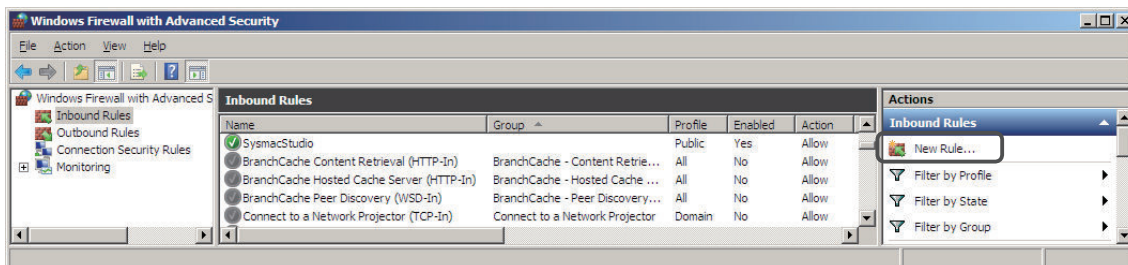 Windows Firewall with Advanced Security
File Action View Help
Windows Firewall with Advanced S
Inbound Rules
Outbound Rules
Connection Security Rules
Monitoring
Inbound Rules
Name Group Profile Enabled Action
SysmacStudio Public Yes Allow
BranchCache Content Retrieval (HTTP-In) BranchCache - Content Retrie... All No Allow
BranchCache Hosted Cache Server (HTTP-In) BranchCache - Hosted Cache ... All No Allow
BranchCache Peer Discovery (WSD-In) BranchCache - Peer Discovery... All No Allow
Connect to a Network Projector (TCP-In) Connect to a Network Projector Domain No Allow
Actions
Inbound Rules
New Rule...
Filter by Profile
Filter by State
Filter by Group